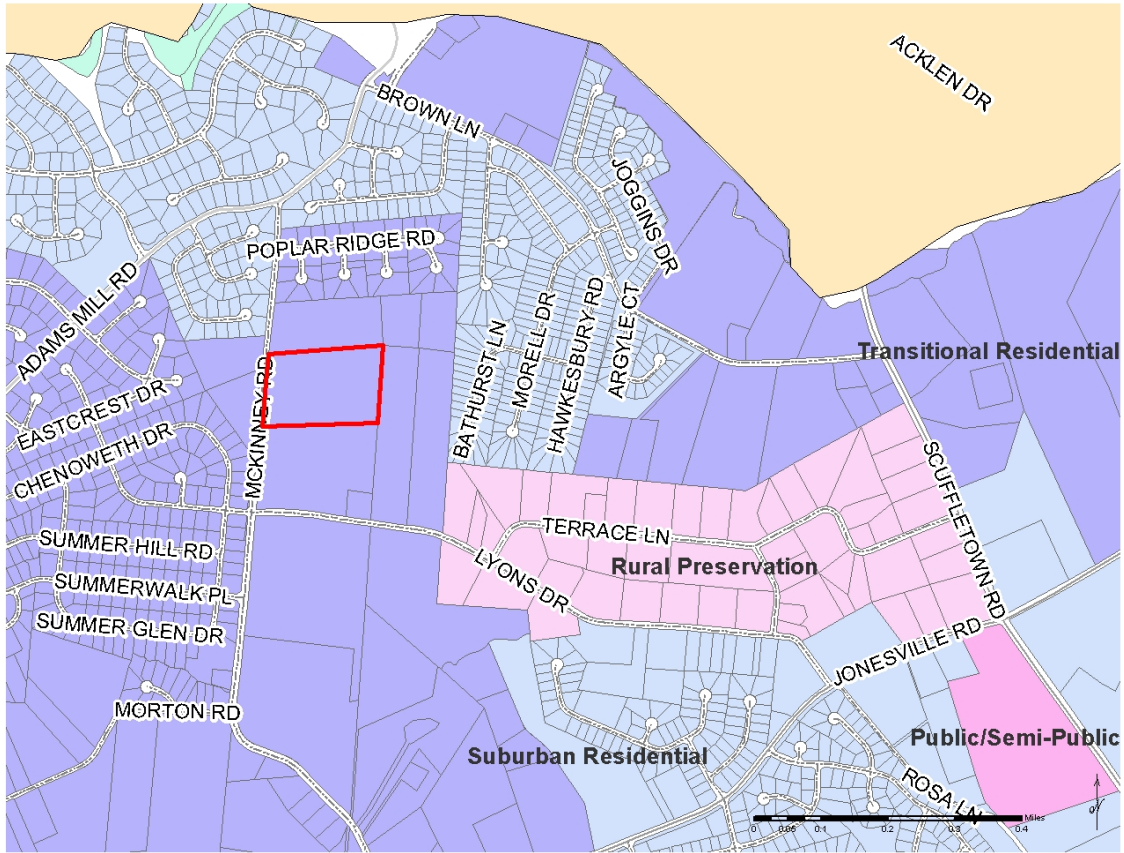 ACKLEN DR
BROWN LN
JOGGINS DR
POPLAR RIDGE RD
ADAMS MILL RD
ARGYLE CT
HAWKESBURY RD
MORELL DR
BATHURST LN
Transitional Residential
MCKINNEY RD
EASTCREST DR
CHENOWETH DR
SCUFFLETOWN RD
TERRACE LN
SUMMER HILL RD
Rural Preservation
LYONS DR
SUMMERWALK PL
SUMMER GLEN DR
JONESVILLE RD
MORTON RD
Public/Semi-Public
Suburban Residential
ROSA LN
Miles
0 0.05 0.1 0.2 0.3 0.4